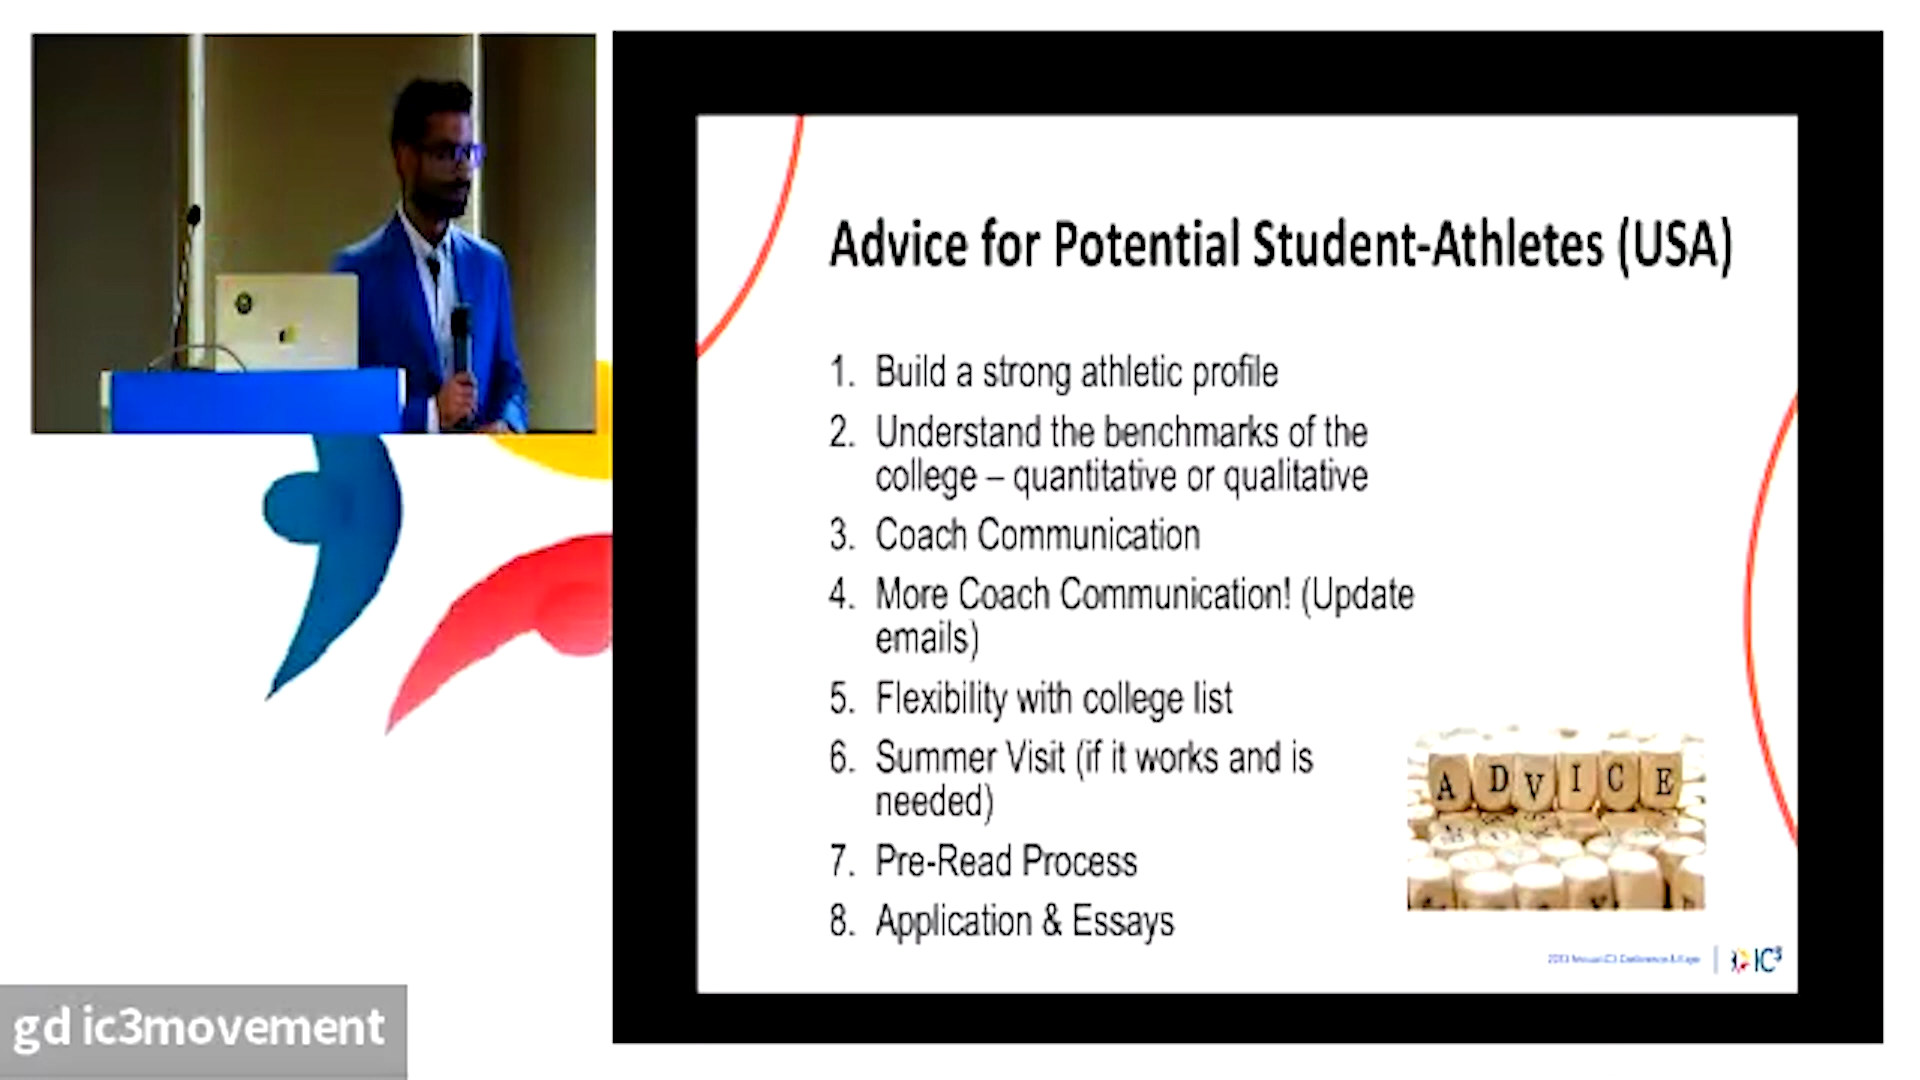 Advice for Potential Student-Athletes (USA)
1. Build a strong athletic profile
2. Understand the benchmarks of the
college – quantitative or qualitative
3. Coach Communication
4. More Coach Communication! (Update
emails)
5. Flexibility with college list
6. Summer Visit (if it works and is
needed)
7. Pre-Read Process
8. Application & Essays
ADVICE
IC³
gd ic3movement